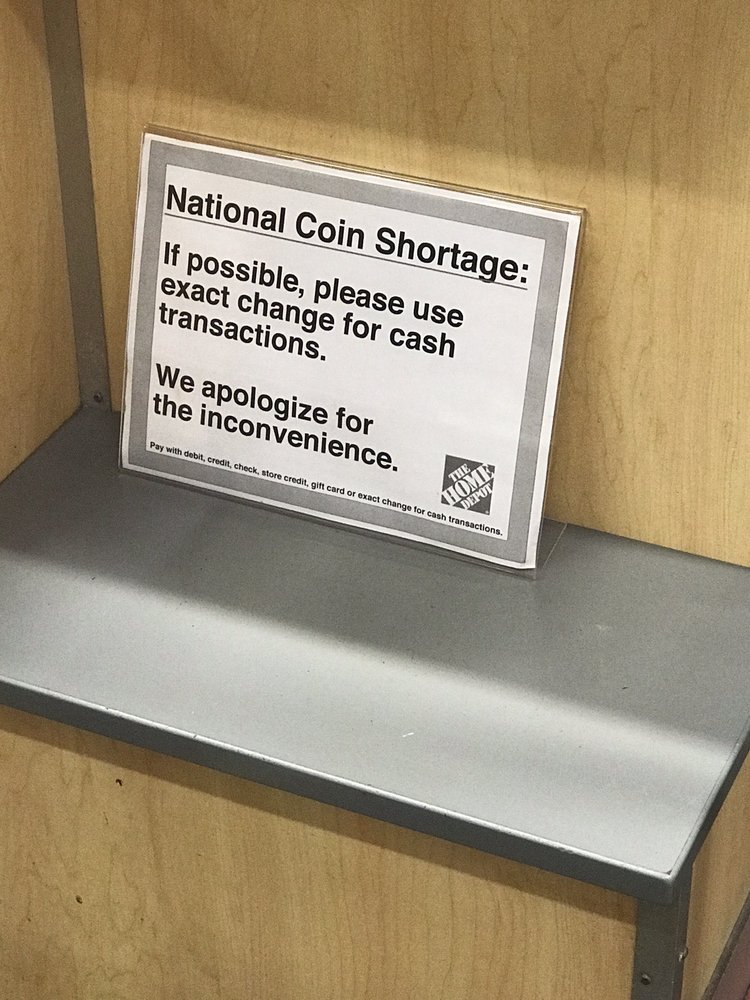 National Coin Shortage:
If possible, please use
exact change for cash
transactions.
We apologize for
the inconvenience.
Pay with debit, credit, check, store credit, gift card or exact change for cash transactions.
THE
HOME
DEPOT